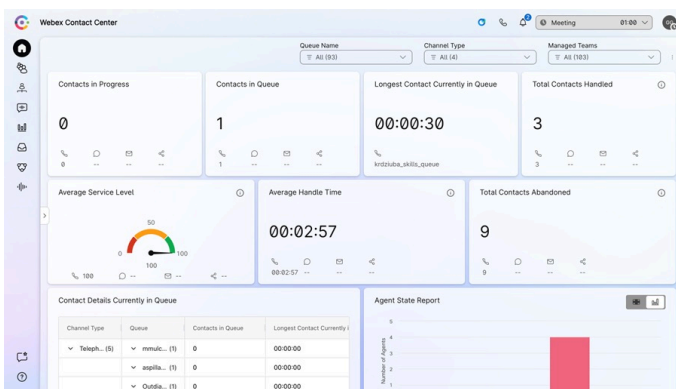 Webex Contact Center
2
Meeting 01:00
Queue Name
Channel Type
Managed Teams
All (93)
All (4)
All (103)
Contacts in Progress
Contacts in Queue
Longest Contact Currently in Queue
Total Contacts Handled
0
1
00:00:30
3
0 -- -- --
1 -- -- --
krdziuba_skills_queue
3 -- -- --
Average Service Level
Average Handle Time
Total Contacts Abandoned
50
0
100
100
00:02:57
9
100 -- -- --
00:02:57 -- -- --
9 -- -- --
Contact Details Currently in Queue
Agent State Report
Channel Type
Queue
Contacts in Queue
Longest Contact Currently i
Teleph... (5)
mmulc... (1)
0
00:00:00
aspilla... (1)
0
00:00:00
Outdia... (1)
0
00:00:00
Number of Agents
5
4
3
2
1